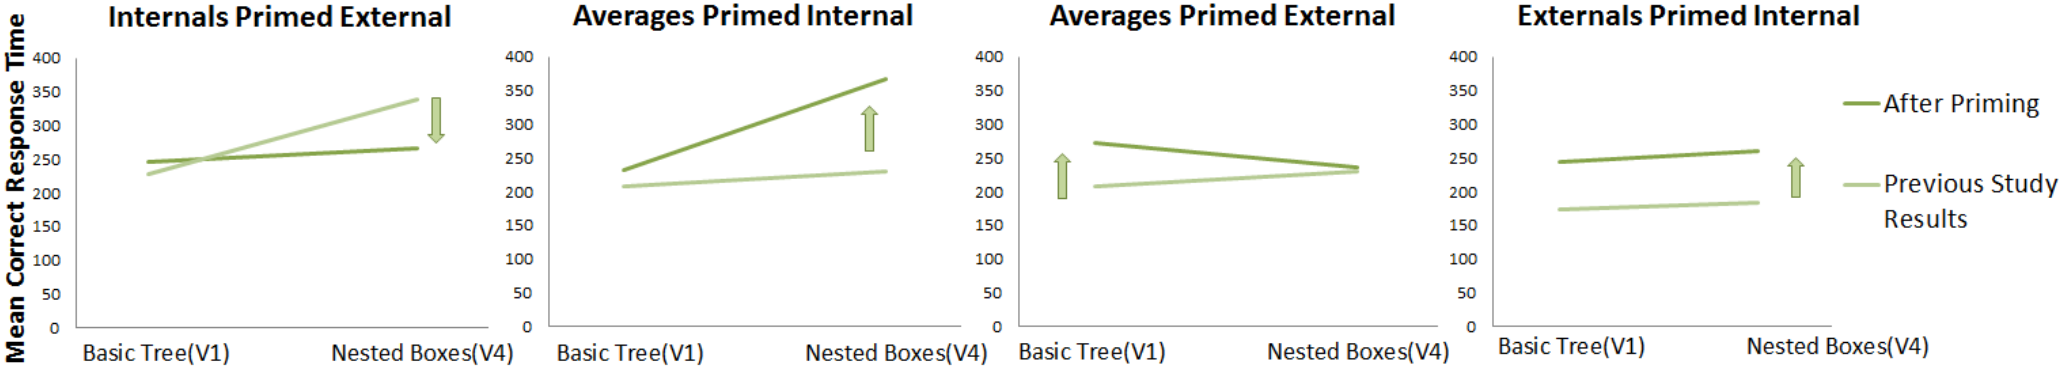 Internals Primed External
Averages Primed Internal
Averages Primed External
Externals Primed Internal
Mean Correct Response Time
400
350
300
250
200
150
100
50
0
Basic Tree(V1)
Nested Boxes(V4)
400
350
300
250
200
150
100
50
0
Basic Tree(V1)
Nested Boxes(V4)
400
350
300
250
200
150
100
50
0
Basic Tree(V1)
Nested Boxes(V4)
400
350
300
250
200
150
100
50
0
Basic Tree(V1)
Nested Boxes(V4)
After Priming
Previous Study
Results